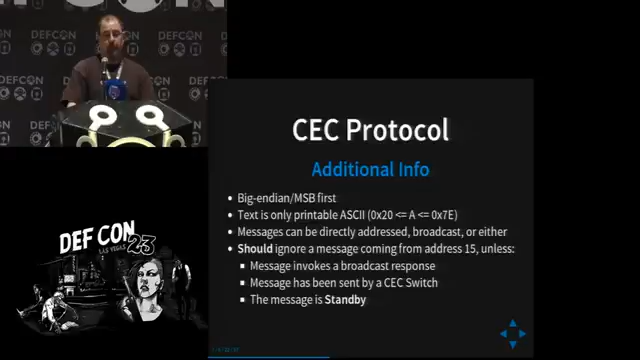 DEFCON
DEFCON
DEFCON
CEC Protocol
Additional Info
Big-endian/MSB first
Text is only printable ASCII (0x20 <= A <= 0x7E)
Messages can be directly addressed, broadcast, or either
Should ignore a message coming from address 15, unless:
Message invokes a broadcast response
Message has been sent by a CEC Switch
The message is Standby
DEF CON
LAS VEGAS 23